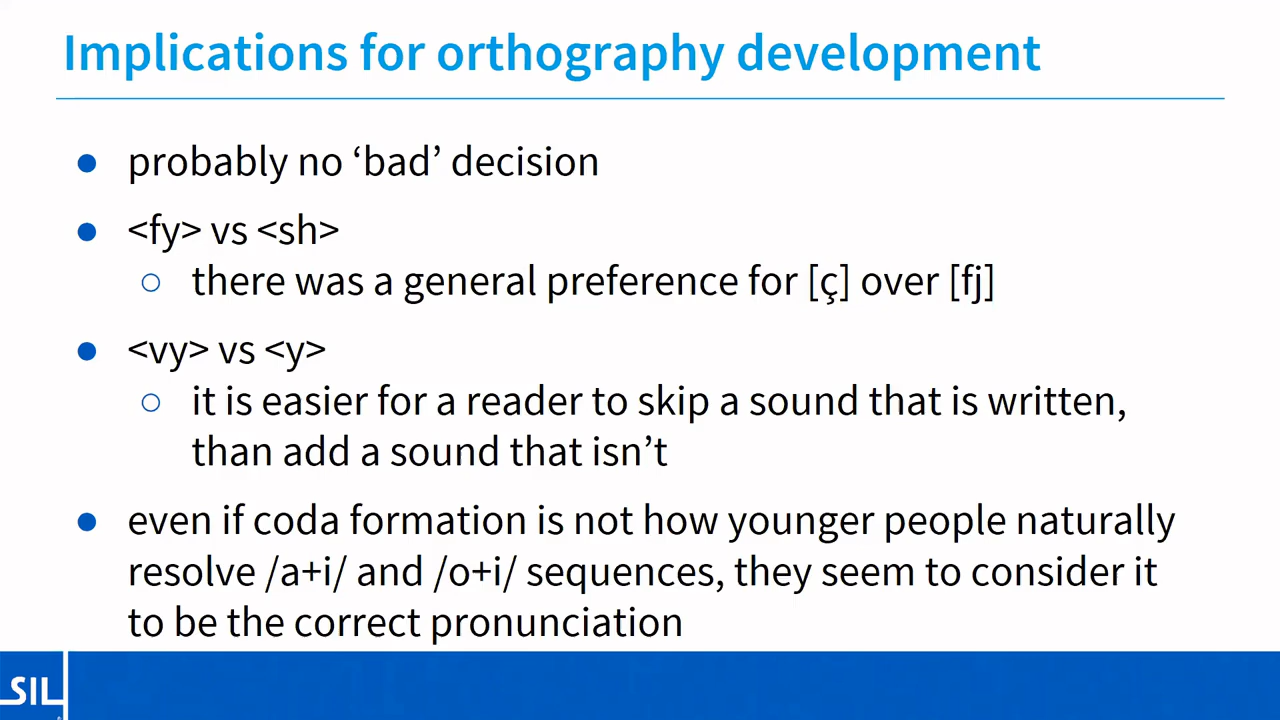 Implications for orthography development
● probably no ‘bad’ decision
● <fy> vs <sh>
○ there was a general preference for [ç] over [fj]
● <vy> vs <y>
○ it is easier for a reader to skip a sound that is written,
than add a sound that isn’t
● even if coda formation is not how younger people naturally
resolve /a+i/ and /o+i/ sequences, they seem to consider it
to be the correct pronunciation
SIL